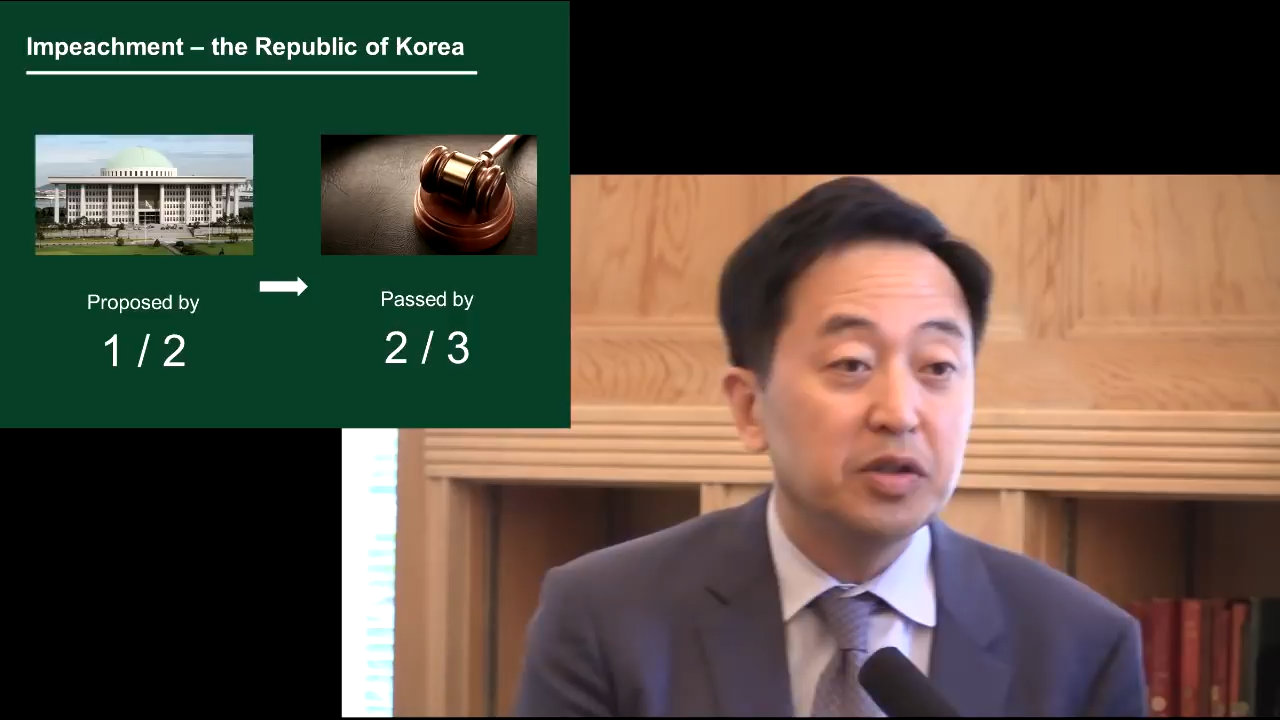 Impeachment – the Republic of Korea
Proposed by
Passed by
1 / 2
2 / 3